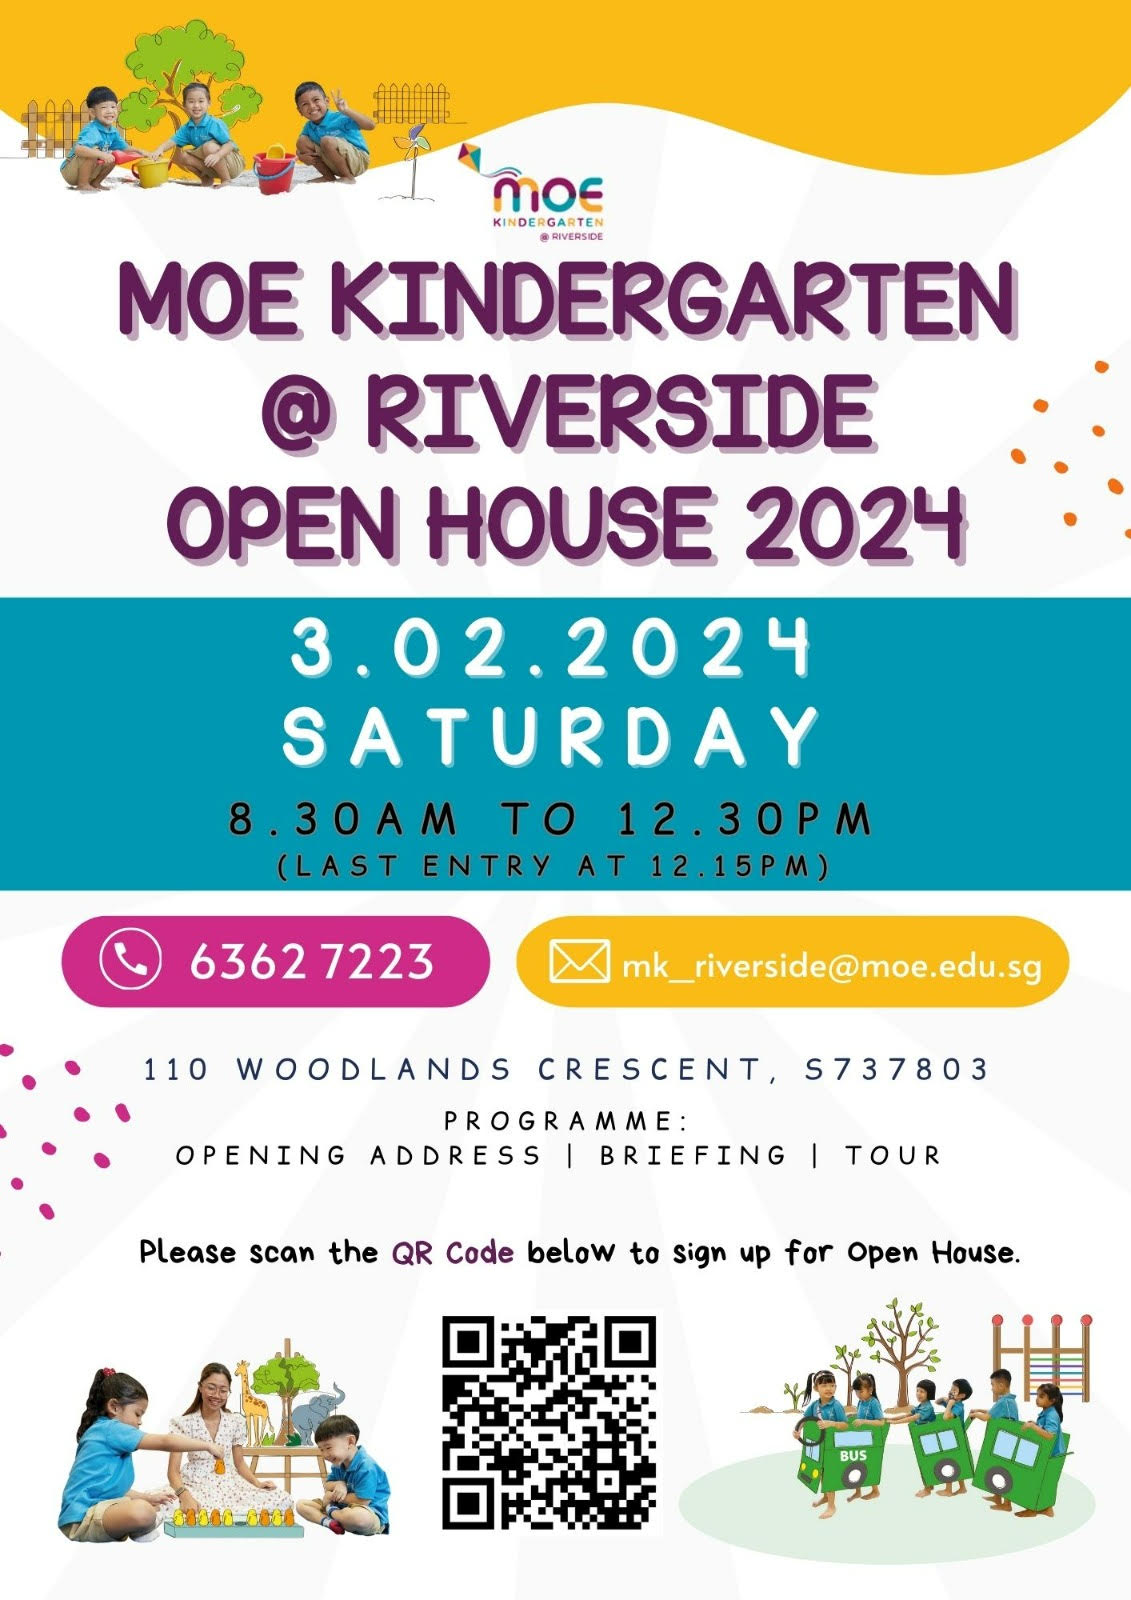 MOE
KINDERGARTEN
@ RIVERSIDE
MOE KINDERGARTEN
@ RIVERSIDE
OPEN HOUSE 2024
3.02.2024
SATURDAY
8.30AM TO 12.30PM
(LAST ENTRY AT 12.15PM)
6362 7223
mk_riverside@moe.edu.sg
110 WOODLANDS CRESCENT, S737803
PROGRAMME:
OPENING ADDRESS | BRIEFING | TOUR
Please scan the QR Code below to sign up for Open House.
BUS